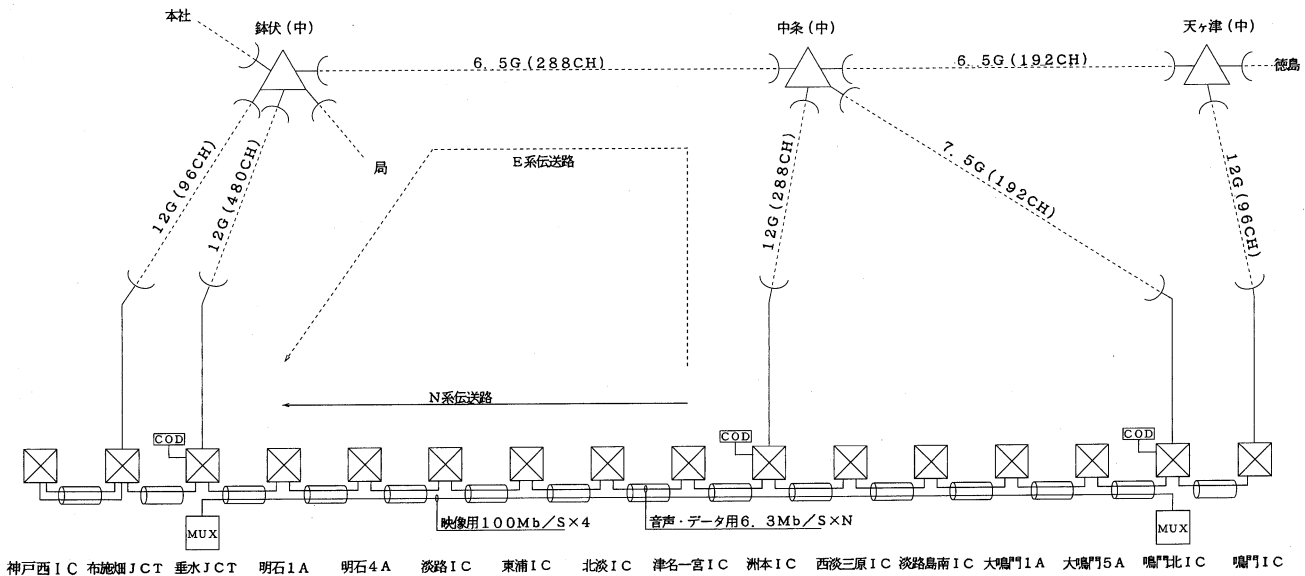 本社
鉢伏(中)
中条(中)
天ヶ津(中)
6.5G(288CH)
6.5G(192CH)
徳島
局
12G(96CH)
12G(480CH)
E系伝送路
12G(288CH)
7.5G(192CH)
12G(96CH)
N系伝送路
COD
COD
COD
映像用100Mb/S×4
音声・データ用6.3Mb/S×N
MUX
MUX
神戸西IC 布施畑JCT 垂水JCT 明石1A 明石4A 淡路IC 東浦IC 北淡IC 津名一宮IC 洲本IC 西淡三原IC 淡路島南IC 大鳴門1A 大鳴門5A 鳴門北IC 鳴門IC